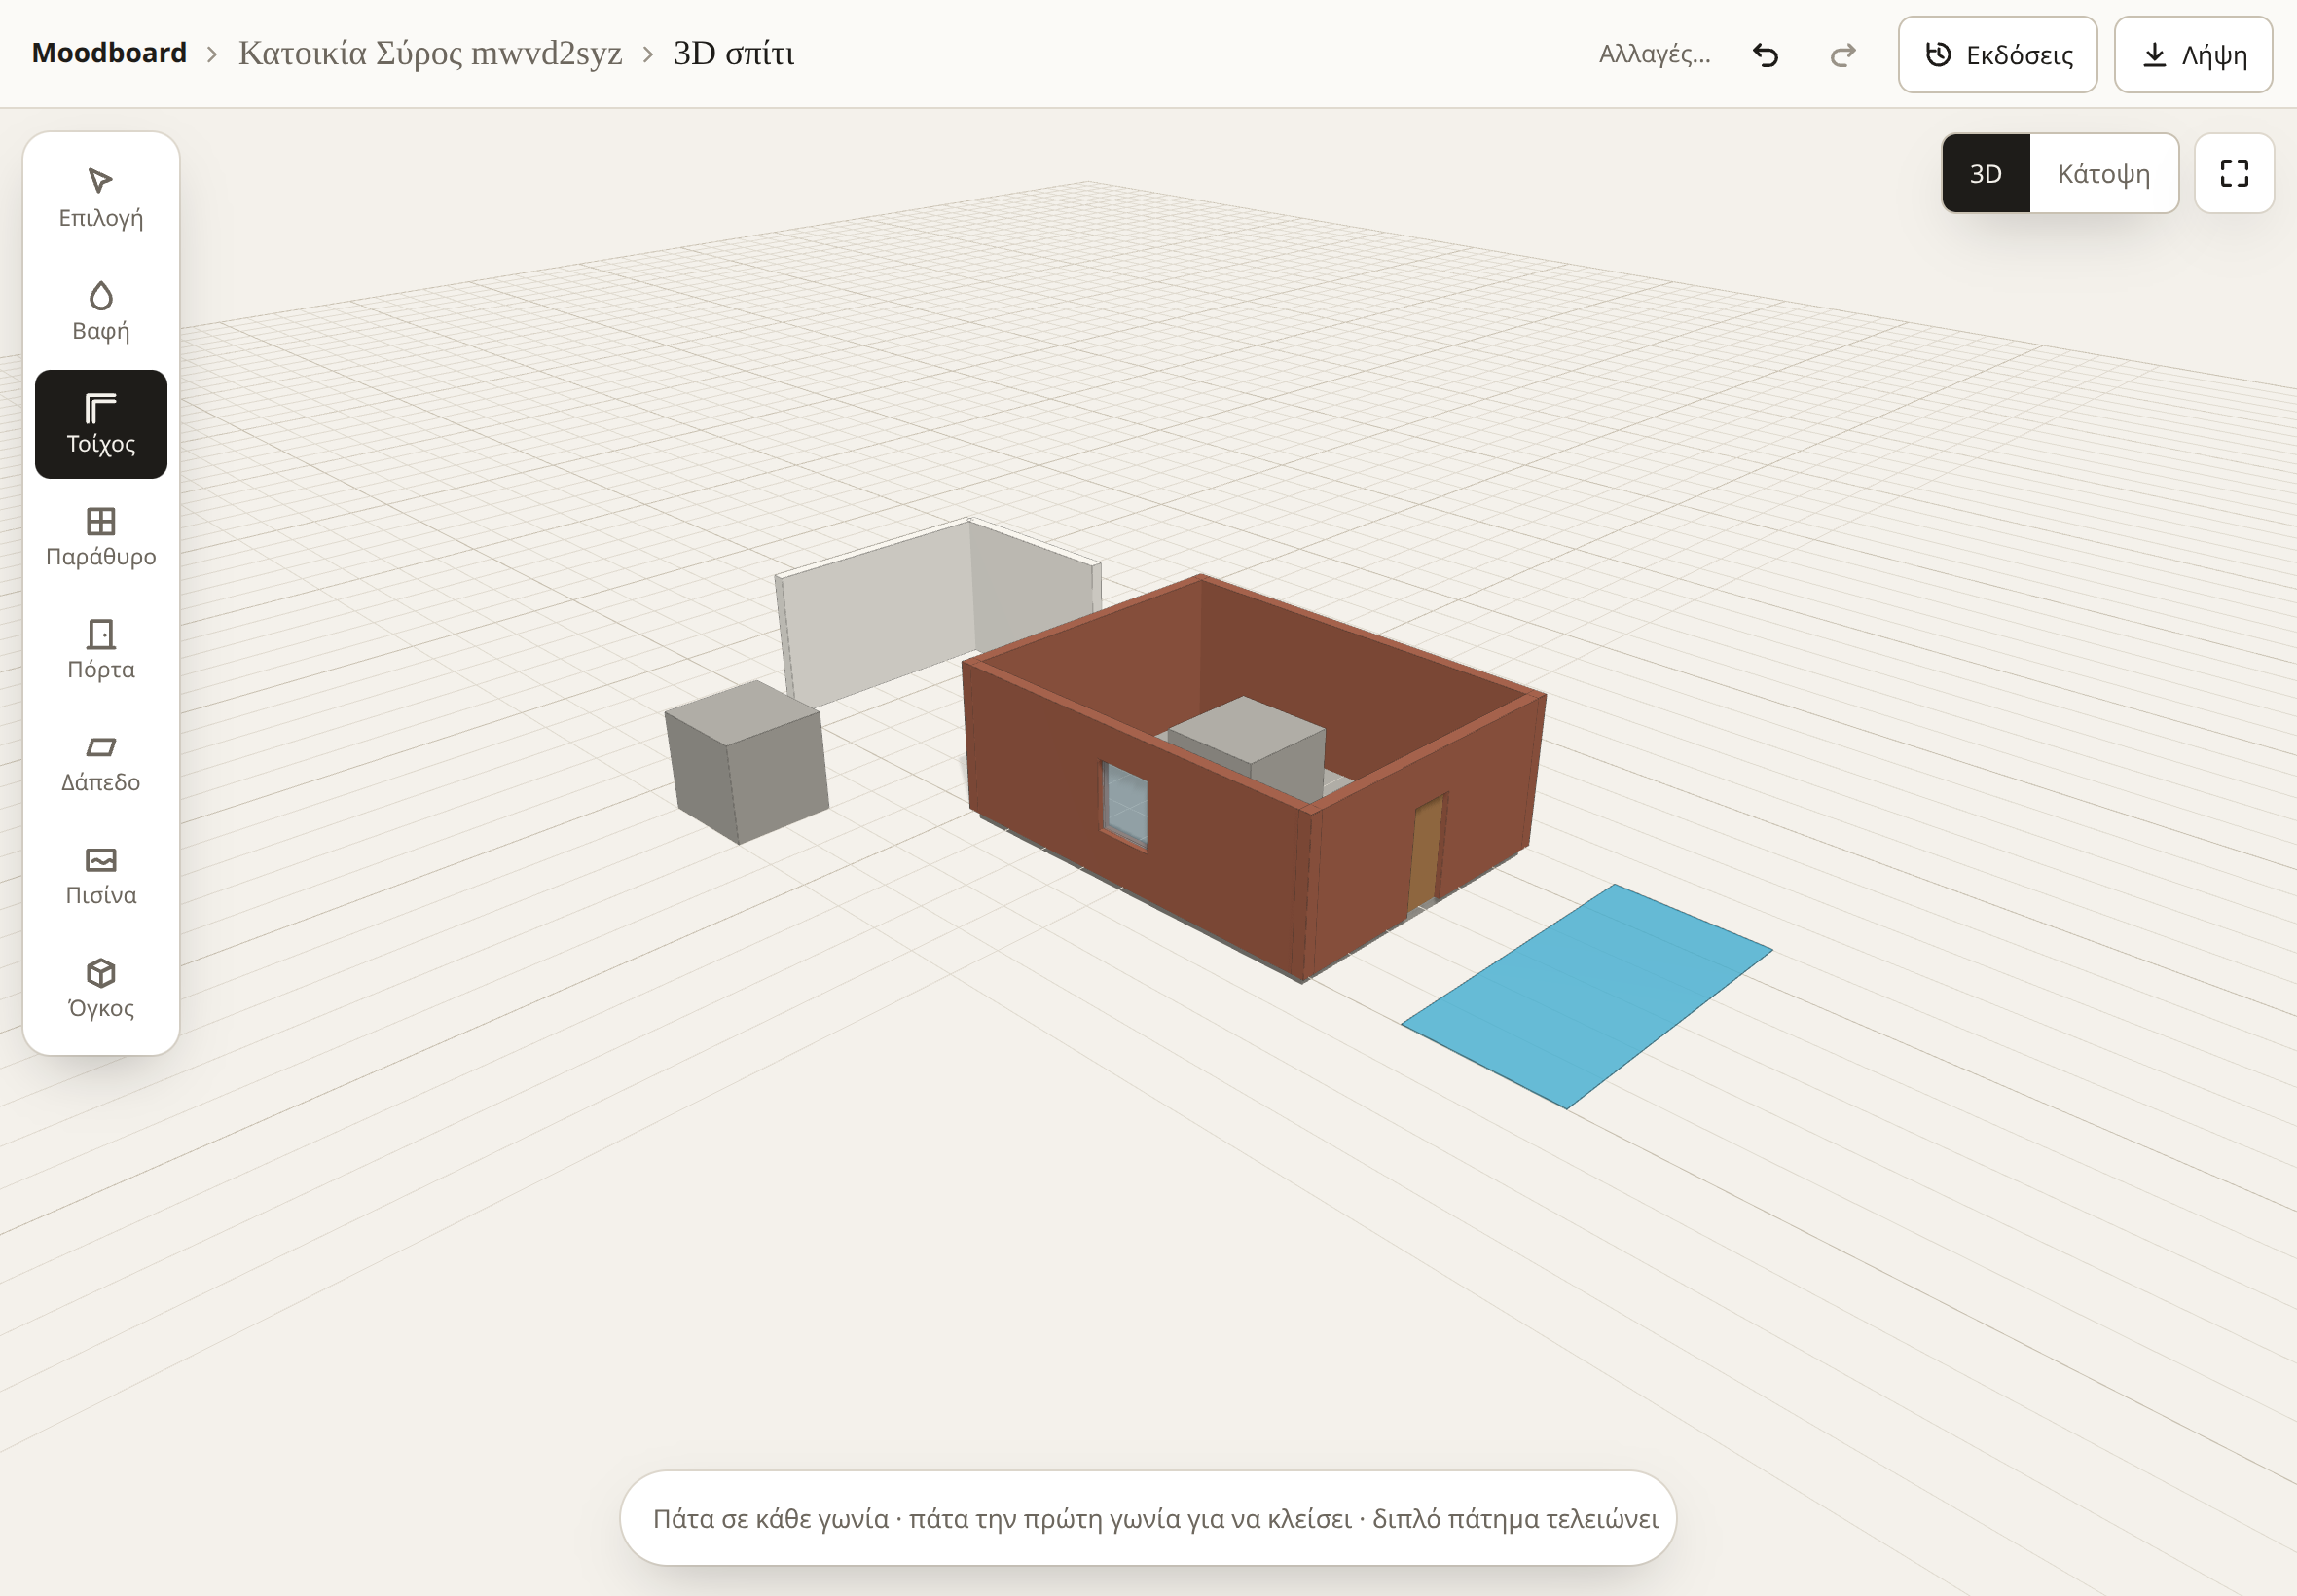 Moodboard > Κατοικία Σύρος mwvd2syz > 3D σπίτι
Αλλαγές...
Εκδόσεις
Λήψη
3D
Κάτοψη
Επιλογή
Βαφή
Τοίχος
Παράθυρο
Πόρτα
Δάπεδο
Πισίνα
Όγκος
Πάτα σε κάθε γωνία · πάτα την πρώτη γωνία για να κλείσει · διπλό πάτημα τελειώνει